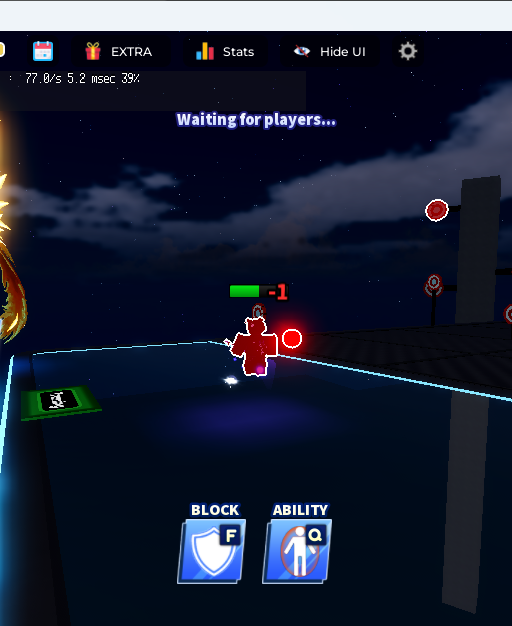 EXTRA Stats Hide UI
: 77.0/s 5.2 msec 39%
Waiting for players...
-1
BLOCK ABILITY
F Q